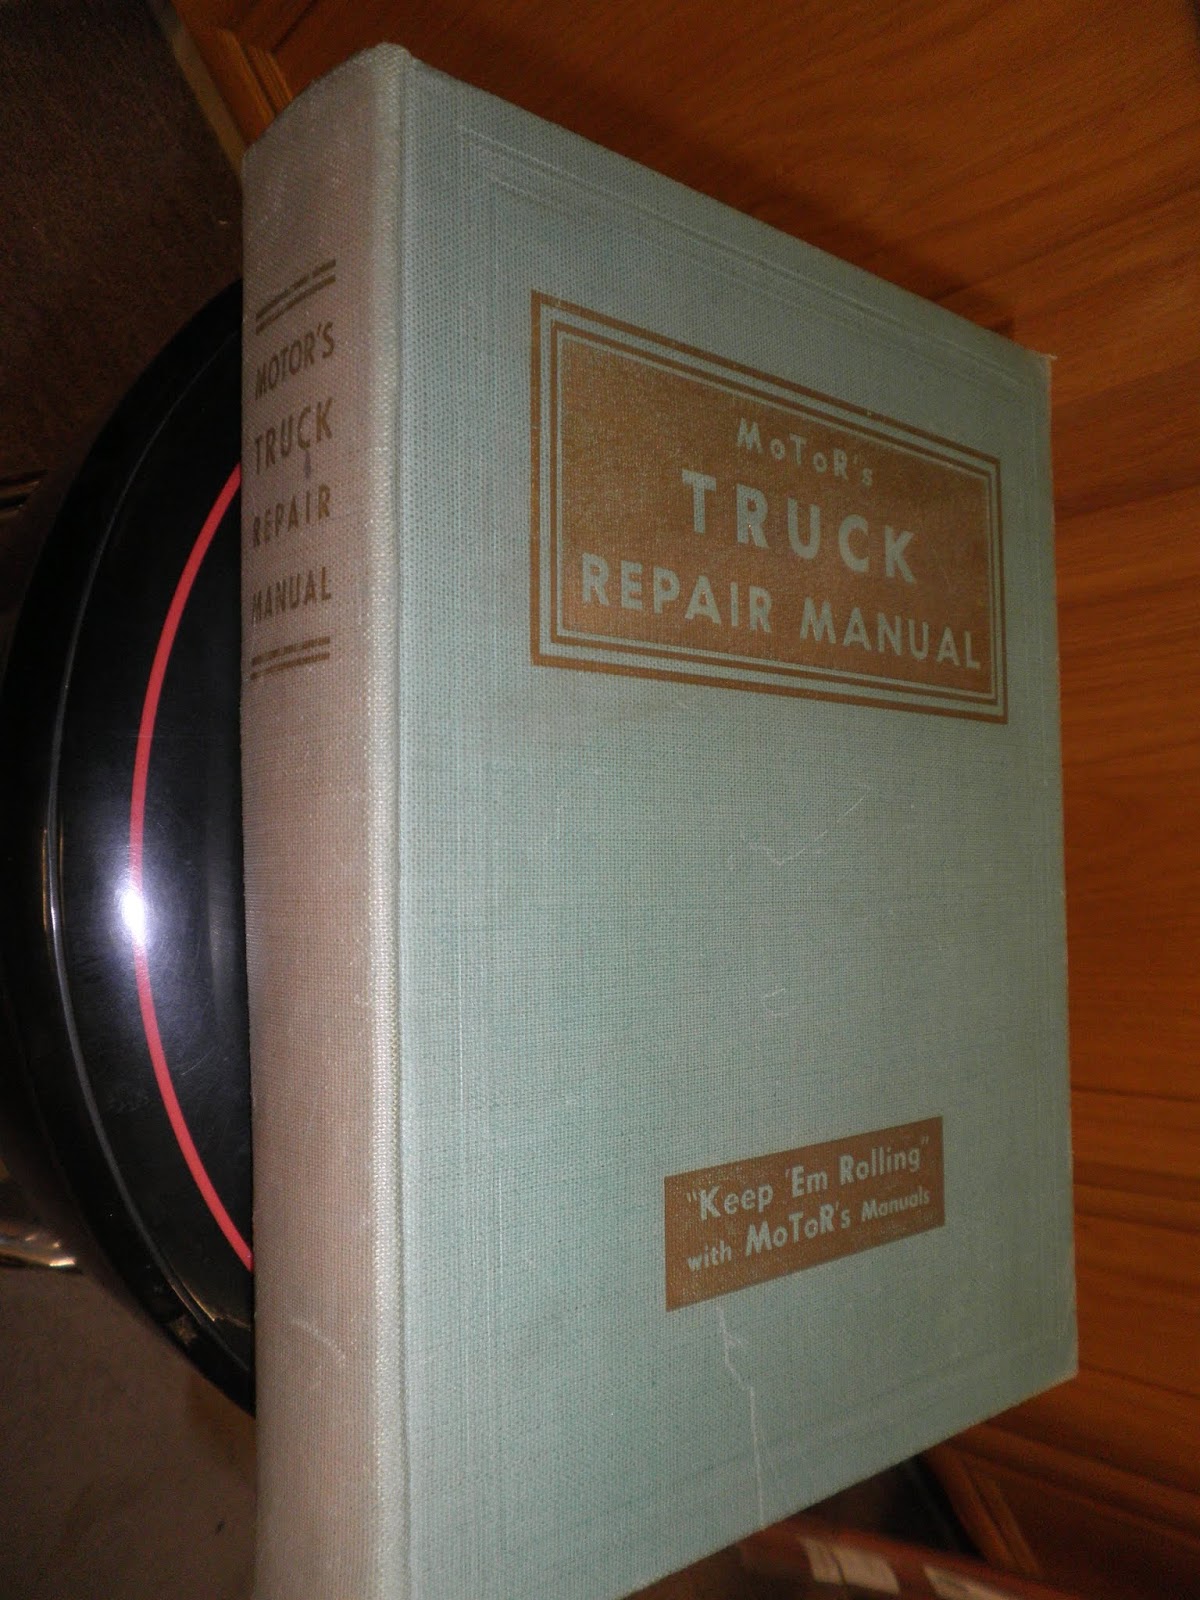 MOTOR'S
TRUCK
REPAIR
MANUAL
MoToR's
TRUCK
REPAIR MANUAL
"Keep 'Em Rolling"
with MoToR's Manuals